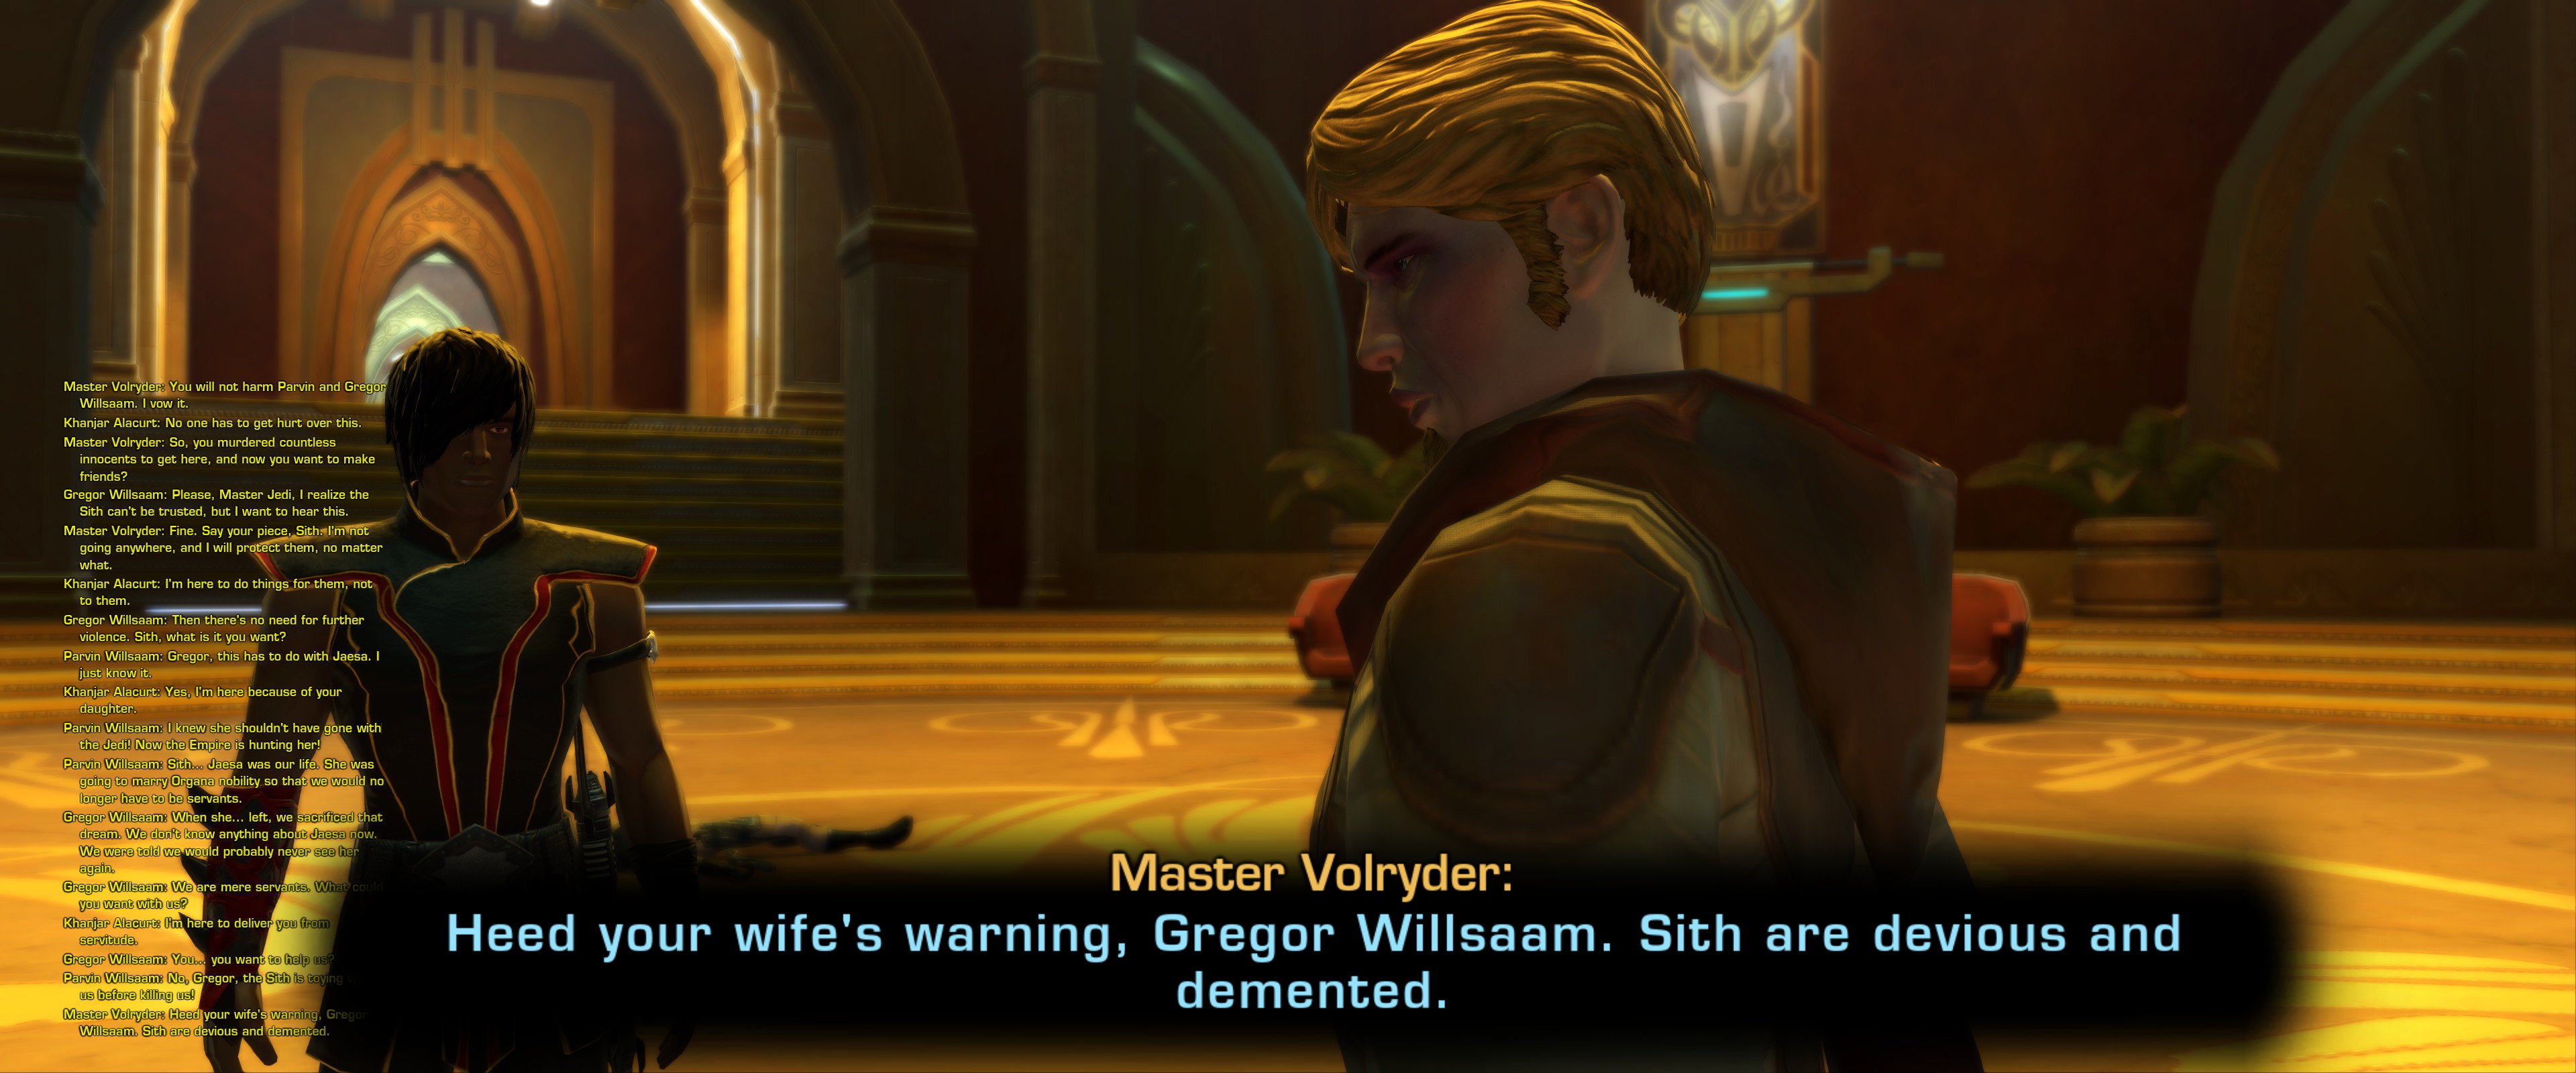 Master Volryder: You will not harm Parvin and Gregor
Willsaam. I vow it.
Khanjar Alacurt: No one has to get hurt over this.
Master Volryder: So, you murdered countless
innocents to get here, and now you want to make
friends?
Gregor Willsaam: Please, Master Jedi, I realize the
Sith can't be trusted, but I want to hear this.
Master Volryder: Fine. Say your piece, Sith. I'm not
going anywhere, and I will protect them, no matter
what.
Khanjar Alacurt: I'm here to do things for them, not
to them.
Gregor Willsaam: Then there's no need for further
violence. Sith, what is it you want?
Parvin Willsaam: Gregor, this has to do with Jaesa. I
just know it.
Khanjar Alacurt: Yes, I'm here because of your
daughter.
Parvin Willsaam: I knew she shouldn't have gone with
the Jedi! Now the Empire is hunting her!
Parvin Willsaam: Sith... Jaesa was our life. She was
going to marry Organa nobility so that we would no
longer have to be servants.
Gregor Willsaam: When she... left, we sacrificed that
dream. We don't know anything about Jaesa now.
We were told we would probably never see her
again.
Gregor Willsaam: We are mere servants. What could
you want with us?
Khanjar Alacurt: I'm here to deliver you from
servitude.
Gregor Willsaam: You... you want to help us?
Parvin Willsaam: No, Gregor, the Sith is toying
us before killing us!
Master Volryder: Heed your wife's warning, Gregor
Willsaam. Sith are devious and demented.
Master Volryder:
Heed your wife's warning, Gregor Willsaam. Sith are devious and
demented.